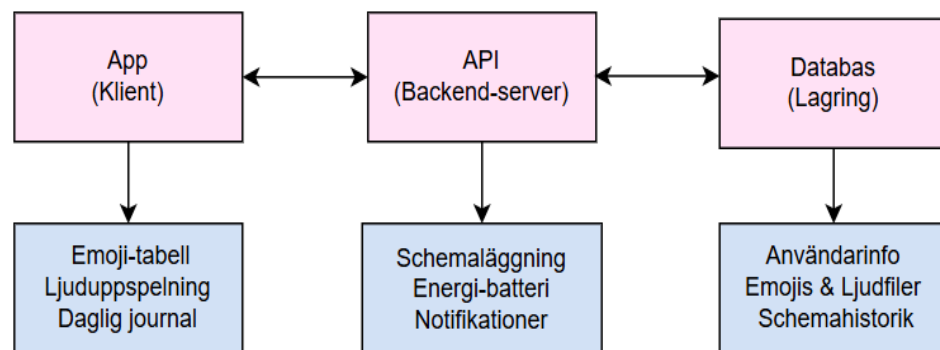 App
(Klient)
API
(Backend-server)
Databas
(Lagring)
Emoji-tabell
Ljuduppspelning
Daglig journal
Schemaläggning
Energi-batteri
Notifikationer
Användarinfo
Emojis & Ljudfiler
Schemahistorik